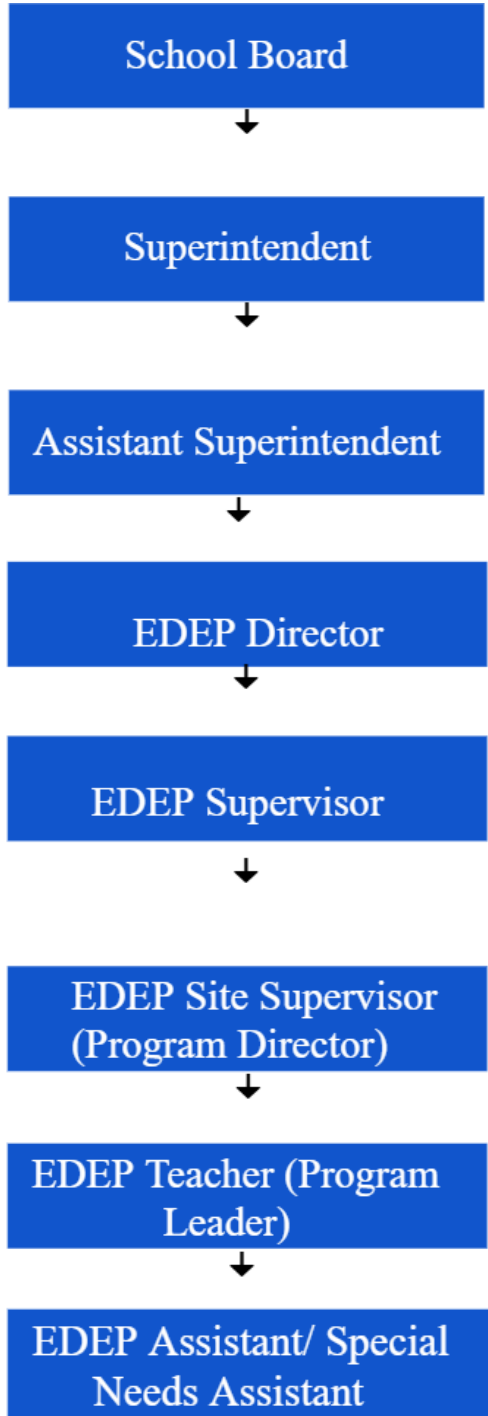 School Board
Superintendent
Assistant Superintendent
EDEP Director
EDEP Supervisor
EDEP Site Supervisor
(Program Director)
EDEP Teacher (Program
Leader)
EDEP Assistant/ Special
Needs Assistant